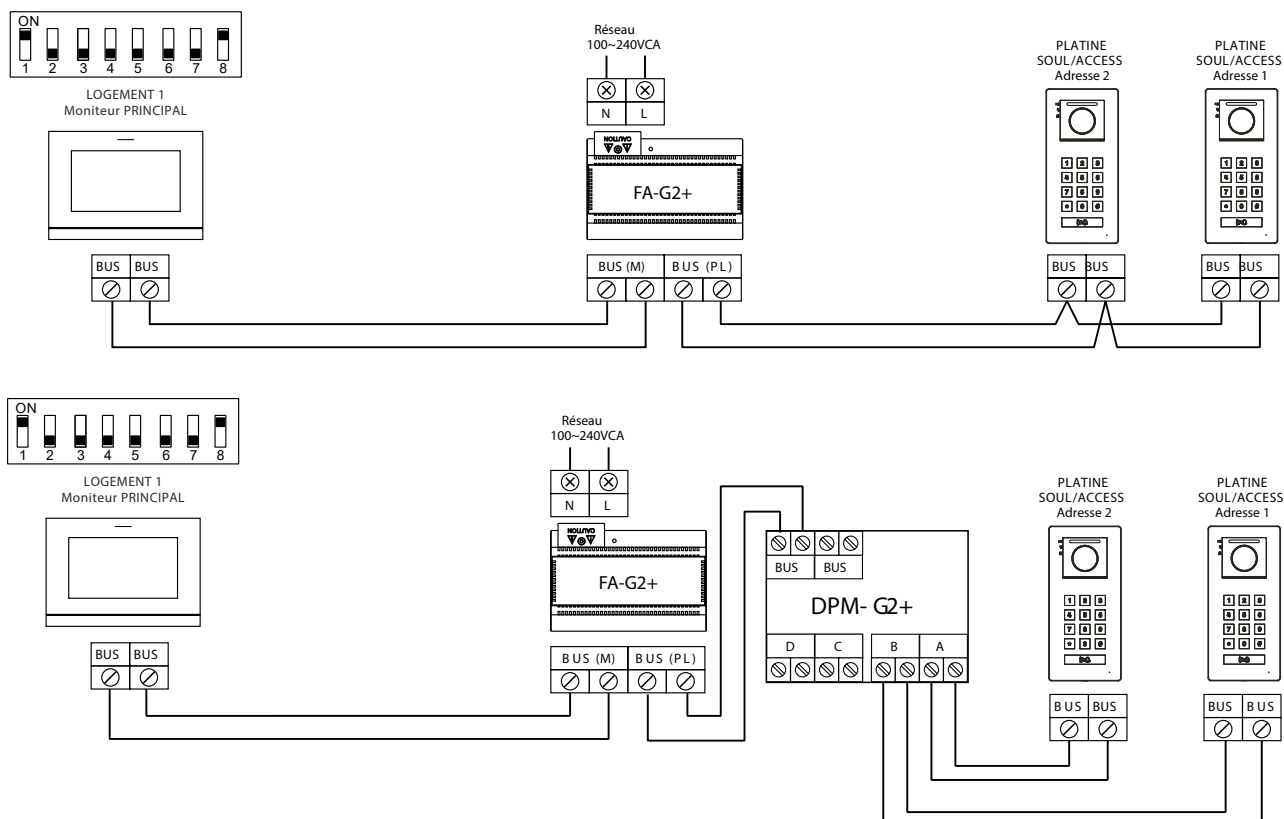 ON
1 2 3 4 5 6 7 8
LOGEMENT 1
Moniteur PRINCIPAL
BUS BUS
Réseau
100~240VCA
N L
CAUTION
FA-G2+
BUS (M) BUS (PL)
PLATINE
SOUL/ACCESS
Adresse 2
BUS BUS
PLATINE
SOUL/ACCESS
Adresse 1
BUS BUS
ON
1 2 3 4 5 6 7 8
LOGEMENT 1
Moniteur PRINCIPAL
BUS BUS
Réseau
100~240VCA
N L
CAUTION
FA-G2+
BUS (M) BUS (PL)
BUS BUS
DPM- G2+
D C B A
PLATINE
SOUL/ACCESS
Adresse 2
BUS BUS
PLATINE
SOUL/ACCESS
Adresse 1
BUS BUS